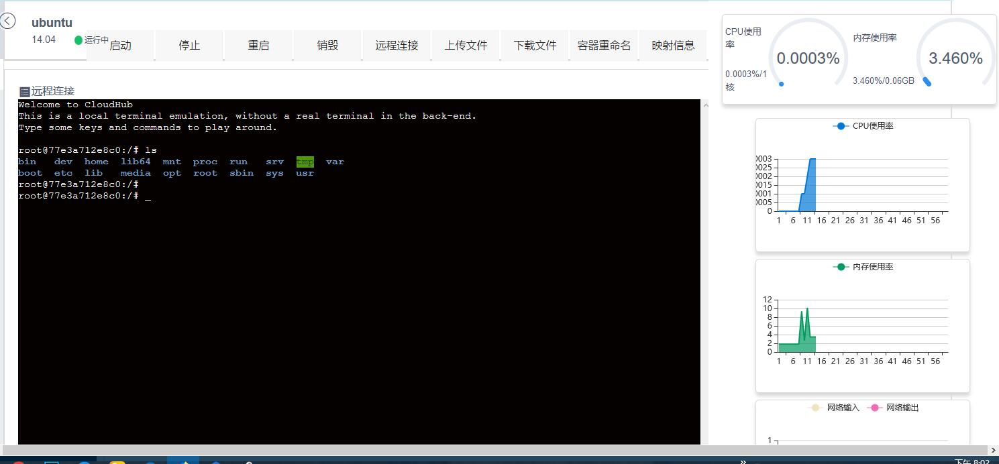 ubuntu
14.04
运行中
启动 停止 重启 销毁 远程连接 上传文件 下载文件 容器重命名 映射信息
CPU使用
率
0.0003%/1
核
0.0003%
内存使用率
3.460%/0.06GB
3.460%
远程连接
Welcome to CloudHub
This is a local terminal emulation, without a real terminal in the back-end.
Type some keys and commands to play around.
root@77e3a712e8c0:/# ls
bin dev home lib64 mnt proc run srv tmp var
boot etc lib media opt root sbin sys usr
root@77e3a712e8c0:/#
root@77e3a712e8c0:/# _
CPU使用率
0003
0025
0002
0015
0001
0005
0
1 6 11 16 21 26 31 36 41 46 51 56
内存使用率
12
10
8
6
4
2
0
1 6 11 16 21 26 31 36 41 46 51 56
网络输入 网络输出
1
下午 8:02